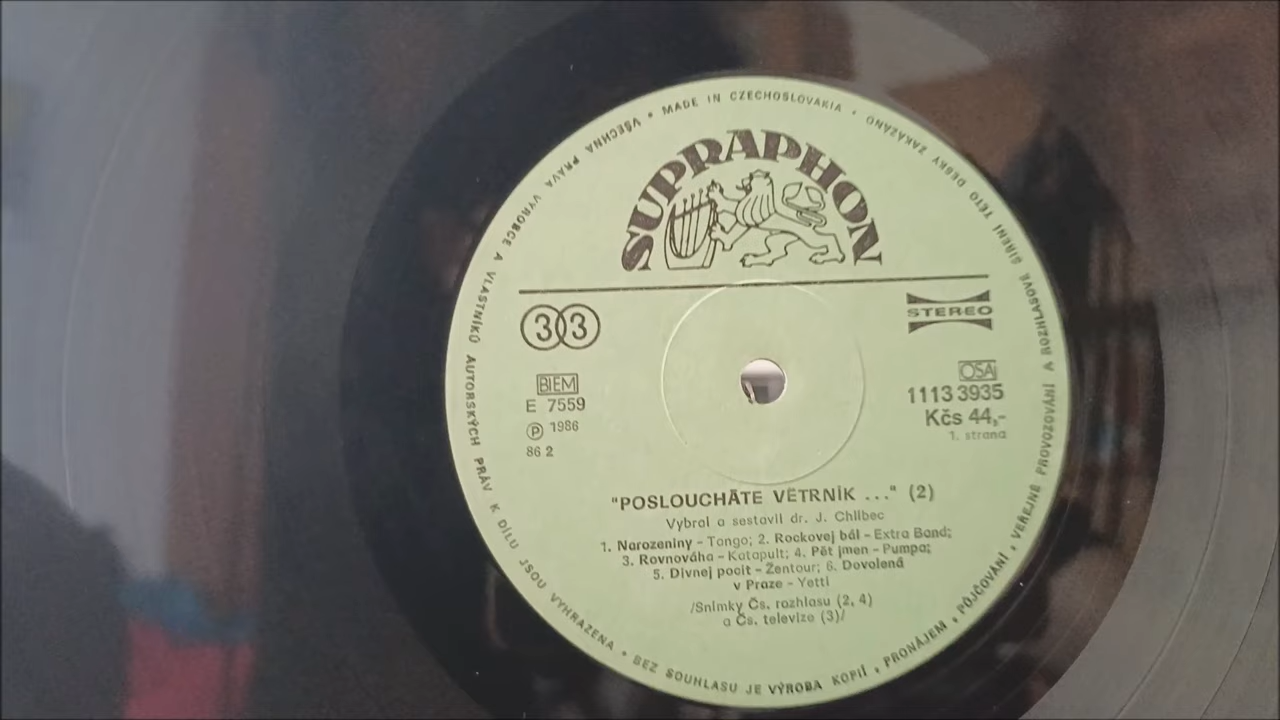 MADE IN CZECHOSLOVAKIA • ROZMNOŽOVÁNÍ ZAKÁZÁNO
VŠECHNA PRÁVA VÝROBCE A VLASTNÍKŮ AUTORSKÝCH PRÁV K DÍLU JSOU VYHRAZENA • BEZ SOUHLASU JE VÝROBA KOPIÍ, PRONÁJEM, PŮJČOVÁNÍ, VEŘEJNÉ PROVOZOVÁNÍ A ROZHLASOVÉ ŠÍŘENÍ TÉTO DESKY ZAKÁZÁNO •
SUPRAPHON
33
STEREO
BIEM
E 7559
Ⓟ 1986
86 2
OSA
1113 3935
Kčs 44,-
1. strana
"POSLOUCHÁTE VĚTRNÍK ..." (2)
Vybral a sestavil dr. J. Chlíbec
1. Narozeniny – Tango; 2. Rockovej bál – Extra Band;
3. Rovnováha – Katapult; 4. Pět jmen – Pumpa;
5. Divnej pocit – Žentour; 6. Dovolená
v Praze – Yetti
/Snímky Čs. rozhlasu (2, 4)
a Čs. televize (3)/